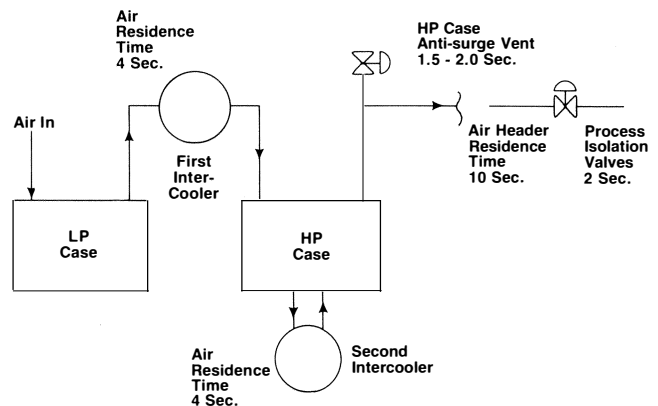 Air
Residence
Time
4 Sec.
HP Case
Anti-surge Vent
1.5 - 2.0 Sec.
Air In
First
Inter-
Cooler
Air Header
Residence
Time
10 Sec.
Process
Isolation
Valves
2 Sec.
LP
Case
HP
Case
Air
Residence
Time
4 Sec.
Second
Intercooler